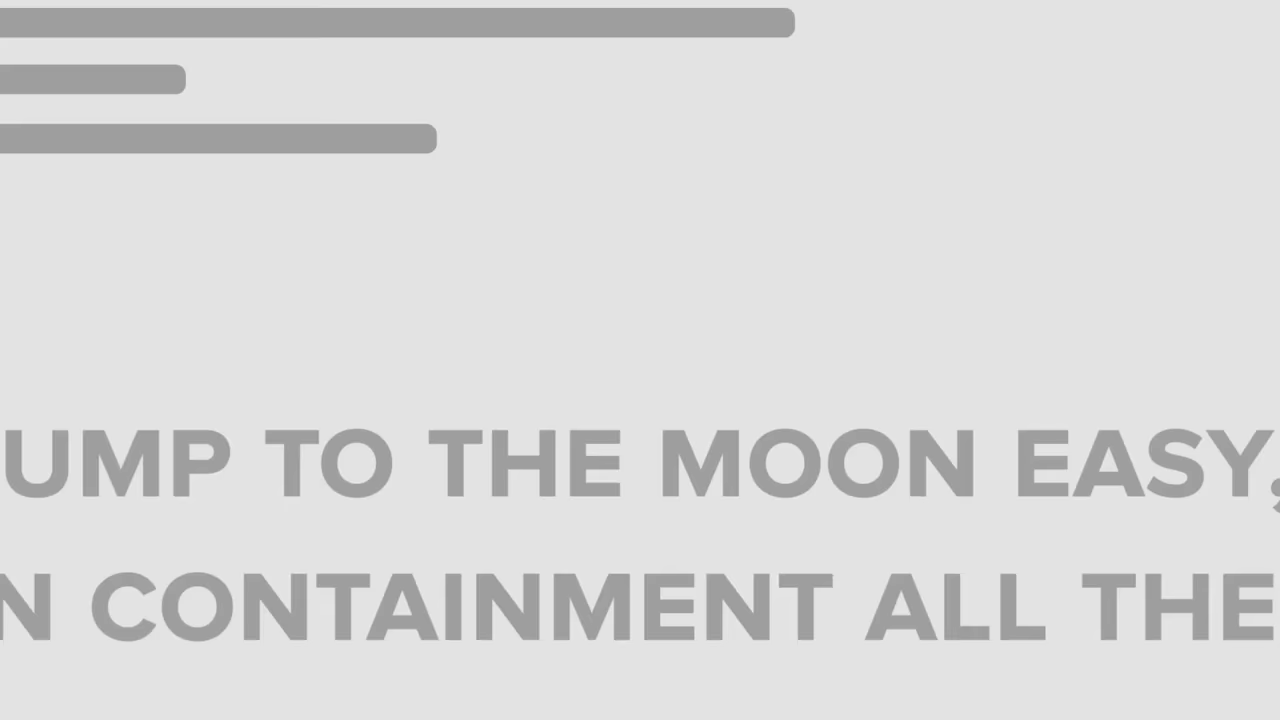 UMP TO THE MOON EASY,
N CONTAINMENT ALL THE